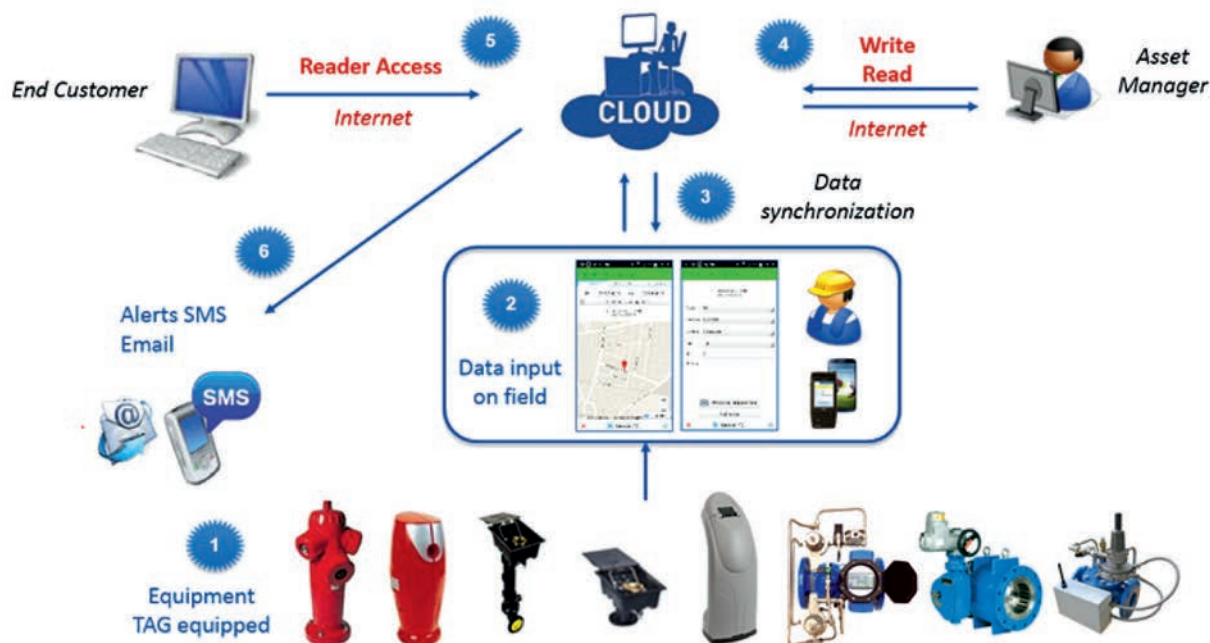 5
4
End Customer
Reader Access
Internet
CLOUD
Write
Read
Internet
Asset
Manager
3
Data
synchronization
6
Alerts SMS
Email
@
SMS
2
Data input
on field
1
Equipment
TAG equipped